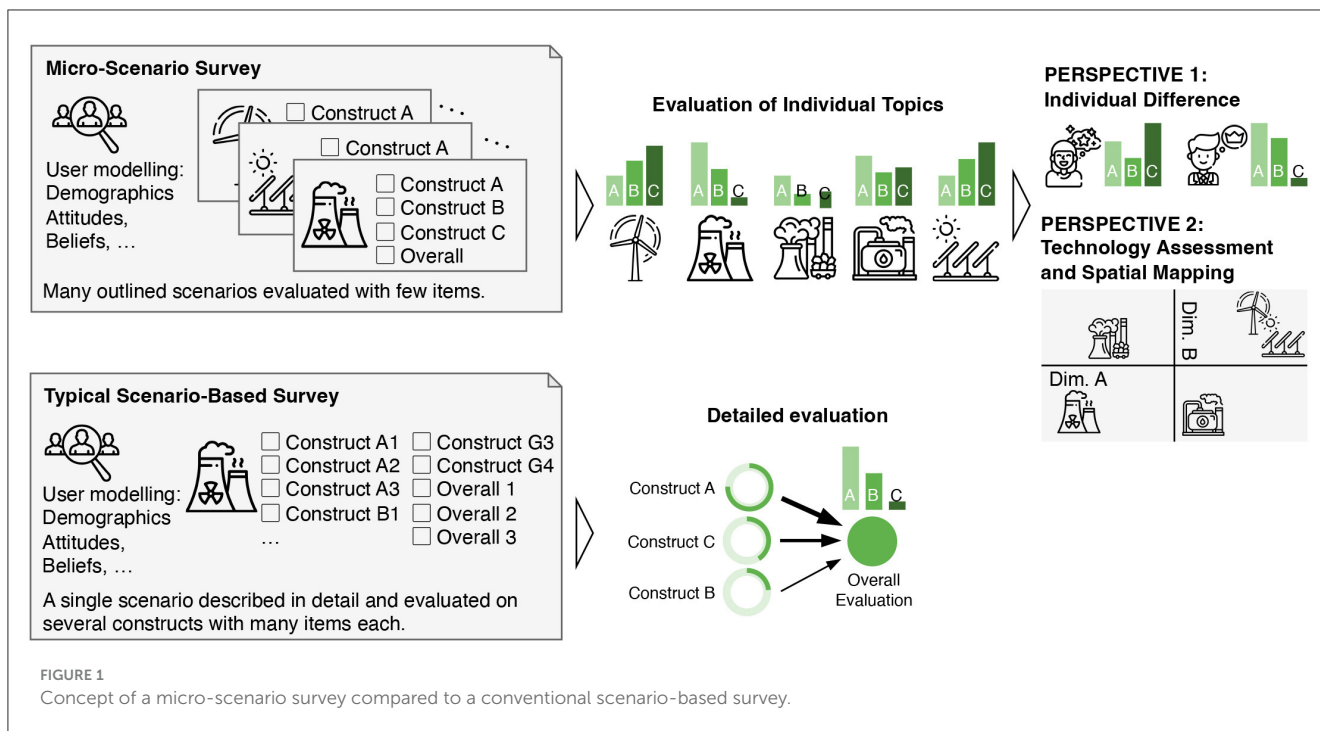 Micro-Scenario Survey
User modelling:
Demographics
Attitudes,
Beliefs, …
Construct A
...
Construct A
...
Construct A
Construct B
Construct C
Overall
Many outlined scenarios evaluated with few items.
Evaluation of Individual Topics
A B C
A B C
A B C
A B C
A B C
PERSPECTIVE 1:
Individual Difference
A B C
A B C
PERSPECTIVE 2:
Technology Assessment
and Spatial Mapping
Dim. B
Dim. A
Typical Scenario-Based Survey
User modelling:
Demographics
Attitudes,
Beliefs, …
Construct A1
Construct A2
Construct A3
Construct B1
…
Construct G3
Construct G4
Overall 1
Overall 2
Overall 3
A single scenario described in detail and evaluated on
several constructs with many items each.
Detailed evaluation
Construct A
Construct C
Construct B
A B C
Overall
Evaluation
FIGURE 1
Concept of a micro-scenario survey compared to a conventional scenario-based survey.